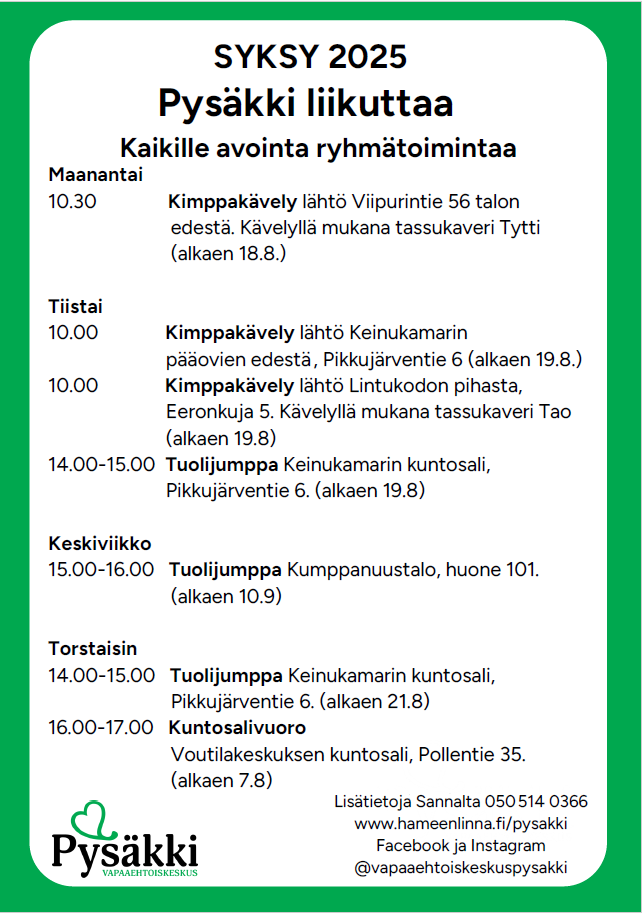 SYKSY 2025
Pysäkki liikuttaa
Kaikille avointa ryhmätoimintaa
Maanantai
10.30 Kimppakävely lähtö Viipurintie 56 talon
edestä. Kävelyllä mukana tassukaveri Tytti
(alkaen 18.8.)
Tiistai
10.00 Kimppakävely lähtö Keinukamarin
pääovien edestä, Pikkujärventie 6 (alkaen 19.8.)
10.00 Kimppakävely lähtö Lintukodon pihasta,
Eeronkuja 5. Kävelyllä mukana tassukaveri Tao
(alkaen 19.8)
14.00-15.00 Tuolijumppa Keinukamarin kuntosali,
Pikkujärventie 6. (alkaen 19.8)
Keskiviikko
15.00-16.00 Tuolijumppa Kumppanuustalo, huone 101.
(alkaen 10.9)
Torstaisin
14.00-15.00 Tuolijumppa Keinukamarin kuntosali,
Pikkujärventie 6. (alkaen 21.8)
16.00-17.00 Kuntosalivuoro
Voutilakeskuksen kuntosali, Pollentie 35.
(alkaen 7.8)
Lisätietoja Sannalta 050 514 0366
www.hameenlinna.fi/pysakki
Facebook ja Instagram
@vapaaehtoiskeskuspysakki
Pysäkki
VAPAAEHTOISKESKUS